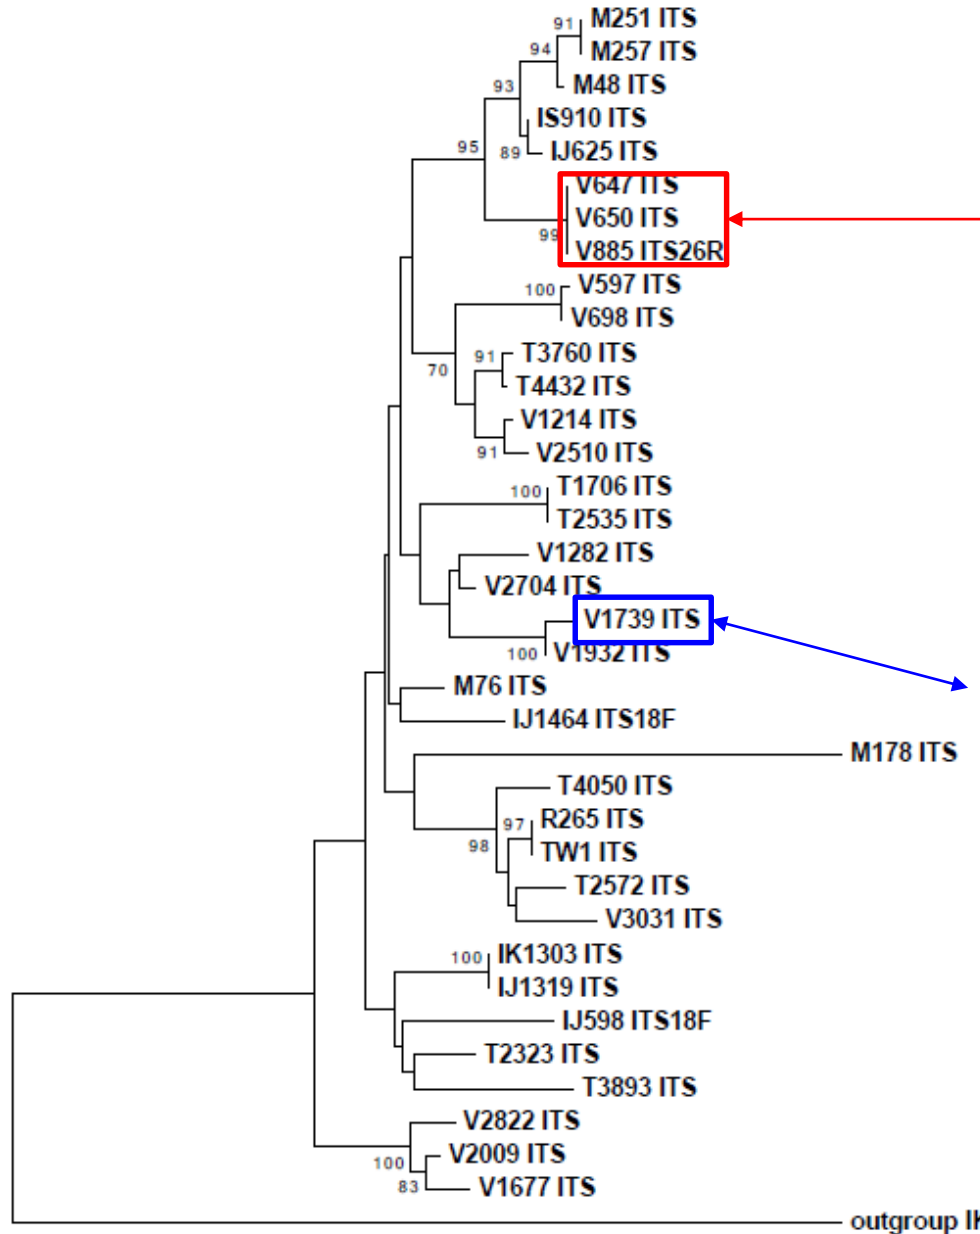 91
M251 ITS
M257 ITS
94
M48 ITS
93
IS910 ITS
89
IJ625 ITS
95
V647 ITS
V650 ITS
99
V885 ITS26R
100
V597 ITS
V698 ITS
70
91
T3760 ITS
T4432 ITS
V1214 ITS
91
V2510 ITS
100
T1706 ITS
T2535 ITS
V1282 ITS
V2704 ITS
V1739 ITS
100
V1932 ITS
M76 ITS
IJ1464 ITS18F
M178 ITS
T4050 ITS
97
R265 ITS
98
TW1 ITS
T2572 ITS
V3031 ITS
100
IK1303 ITS
IJ1319 ITS
IJ598 ITS18F
T2323 ITS
T3893 ITS
V2822 ITS
100
V2009 ITS
83
V1677 ITS
outgroup